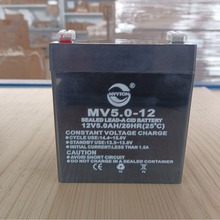 MV5.0-12
SEALED LEAD-ACID BATTERY
12V5.0AH/20HR(25°C)
CONSTANT VOLTAGE CHARGE
• CYCLE USE: 14.4-15.0V
• STANDBY USE: 13.5-13.8V
• INITIAL CURRENT: LESS THAN 1.5A
CAUTION
• AVOID SHORT CIRCUIT
• DO NOT CHARGE IN A